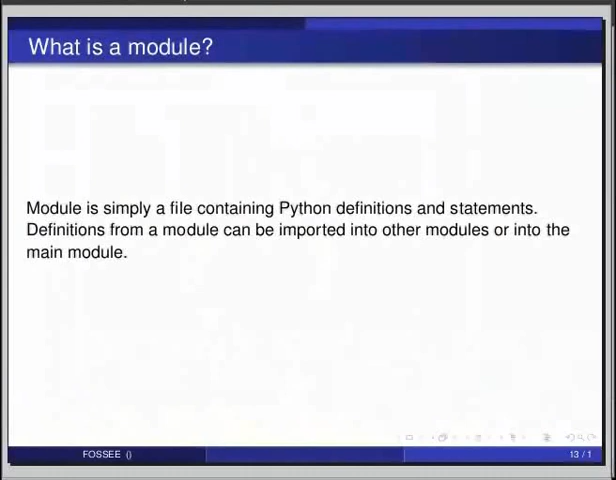 What is a module?
Module is simply a file containing Python definitions and statements.
Definitions from a module can be imported into other modules or into the
main module.
FOSSEE ()
13 / 1